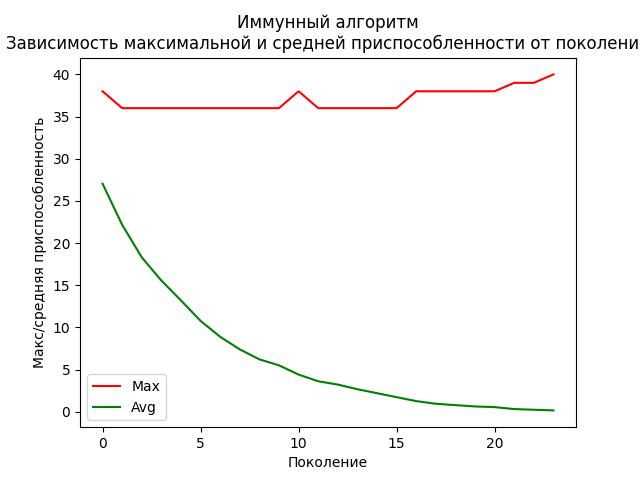 Иммунный алгоритм
Зависимость максимальной и средней приспособленности от поколени
Макс/средняя приспособленность
40
35
30
25
20
15
10
5
0
Max
Avg
0 5 10 15 20
Поколение